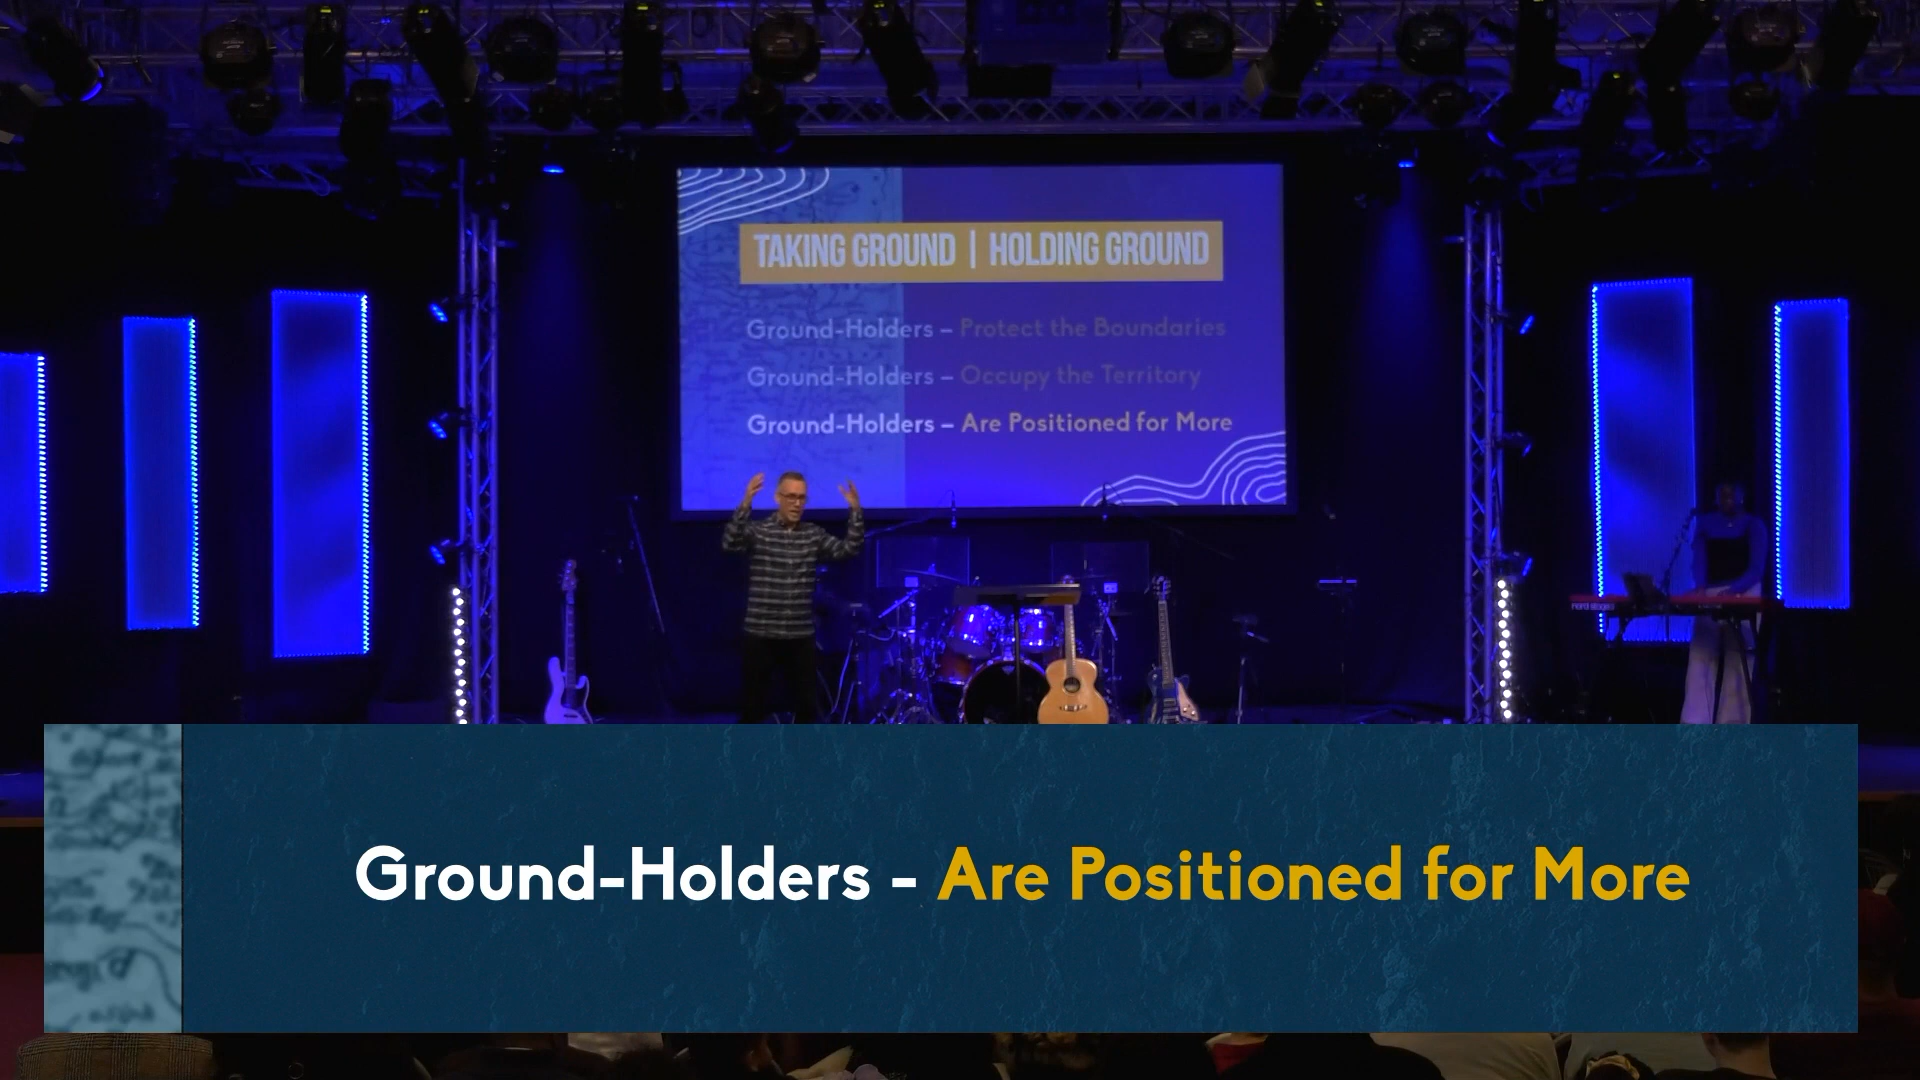 TAKING GROUND | HOLDING GROUND
Ground-Holders – Protect the Boundaries
Ground-Holders – Occupy the Territory
Ground-Holders – Are Positioned for More
Ground-Holders - Are Positioned for More